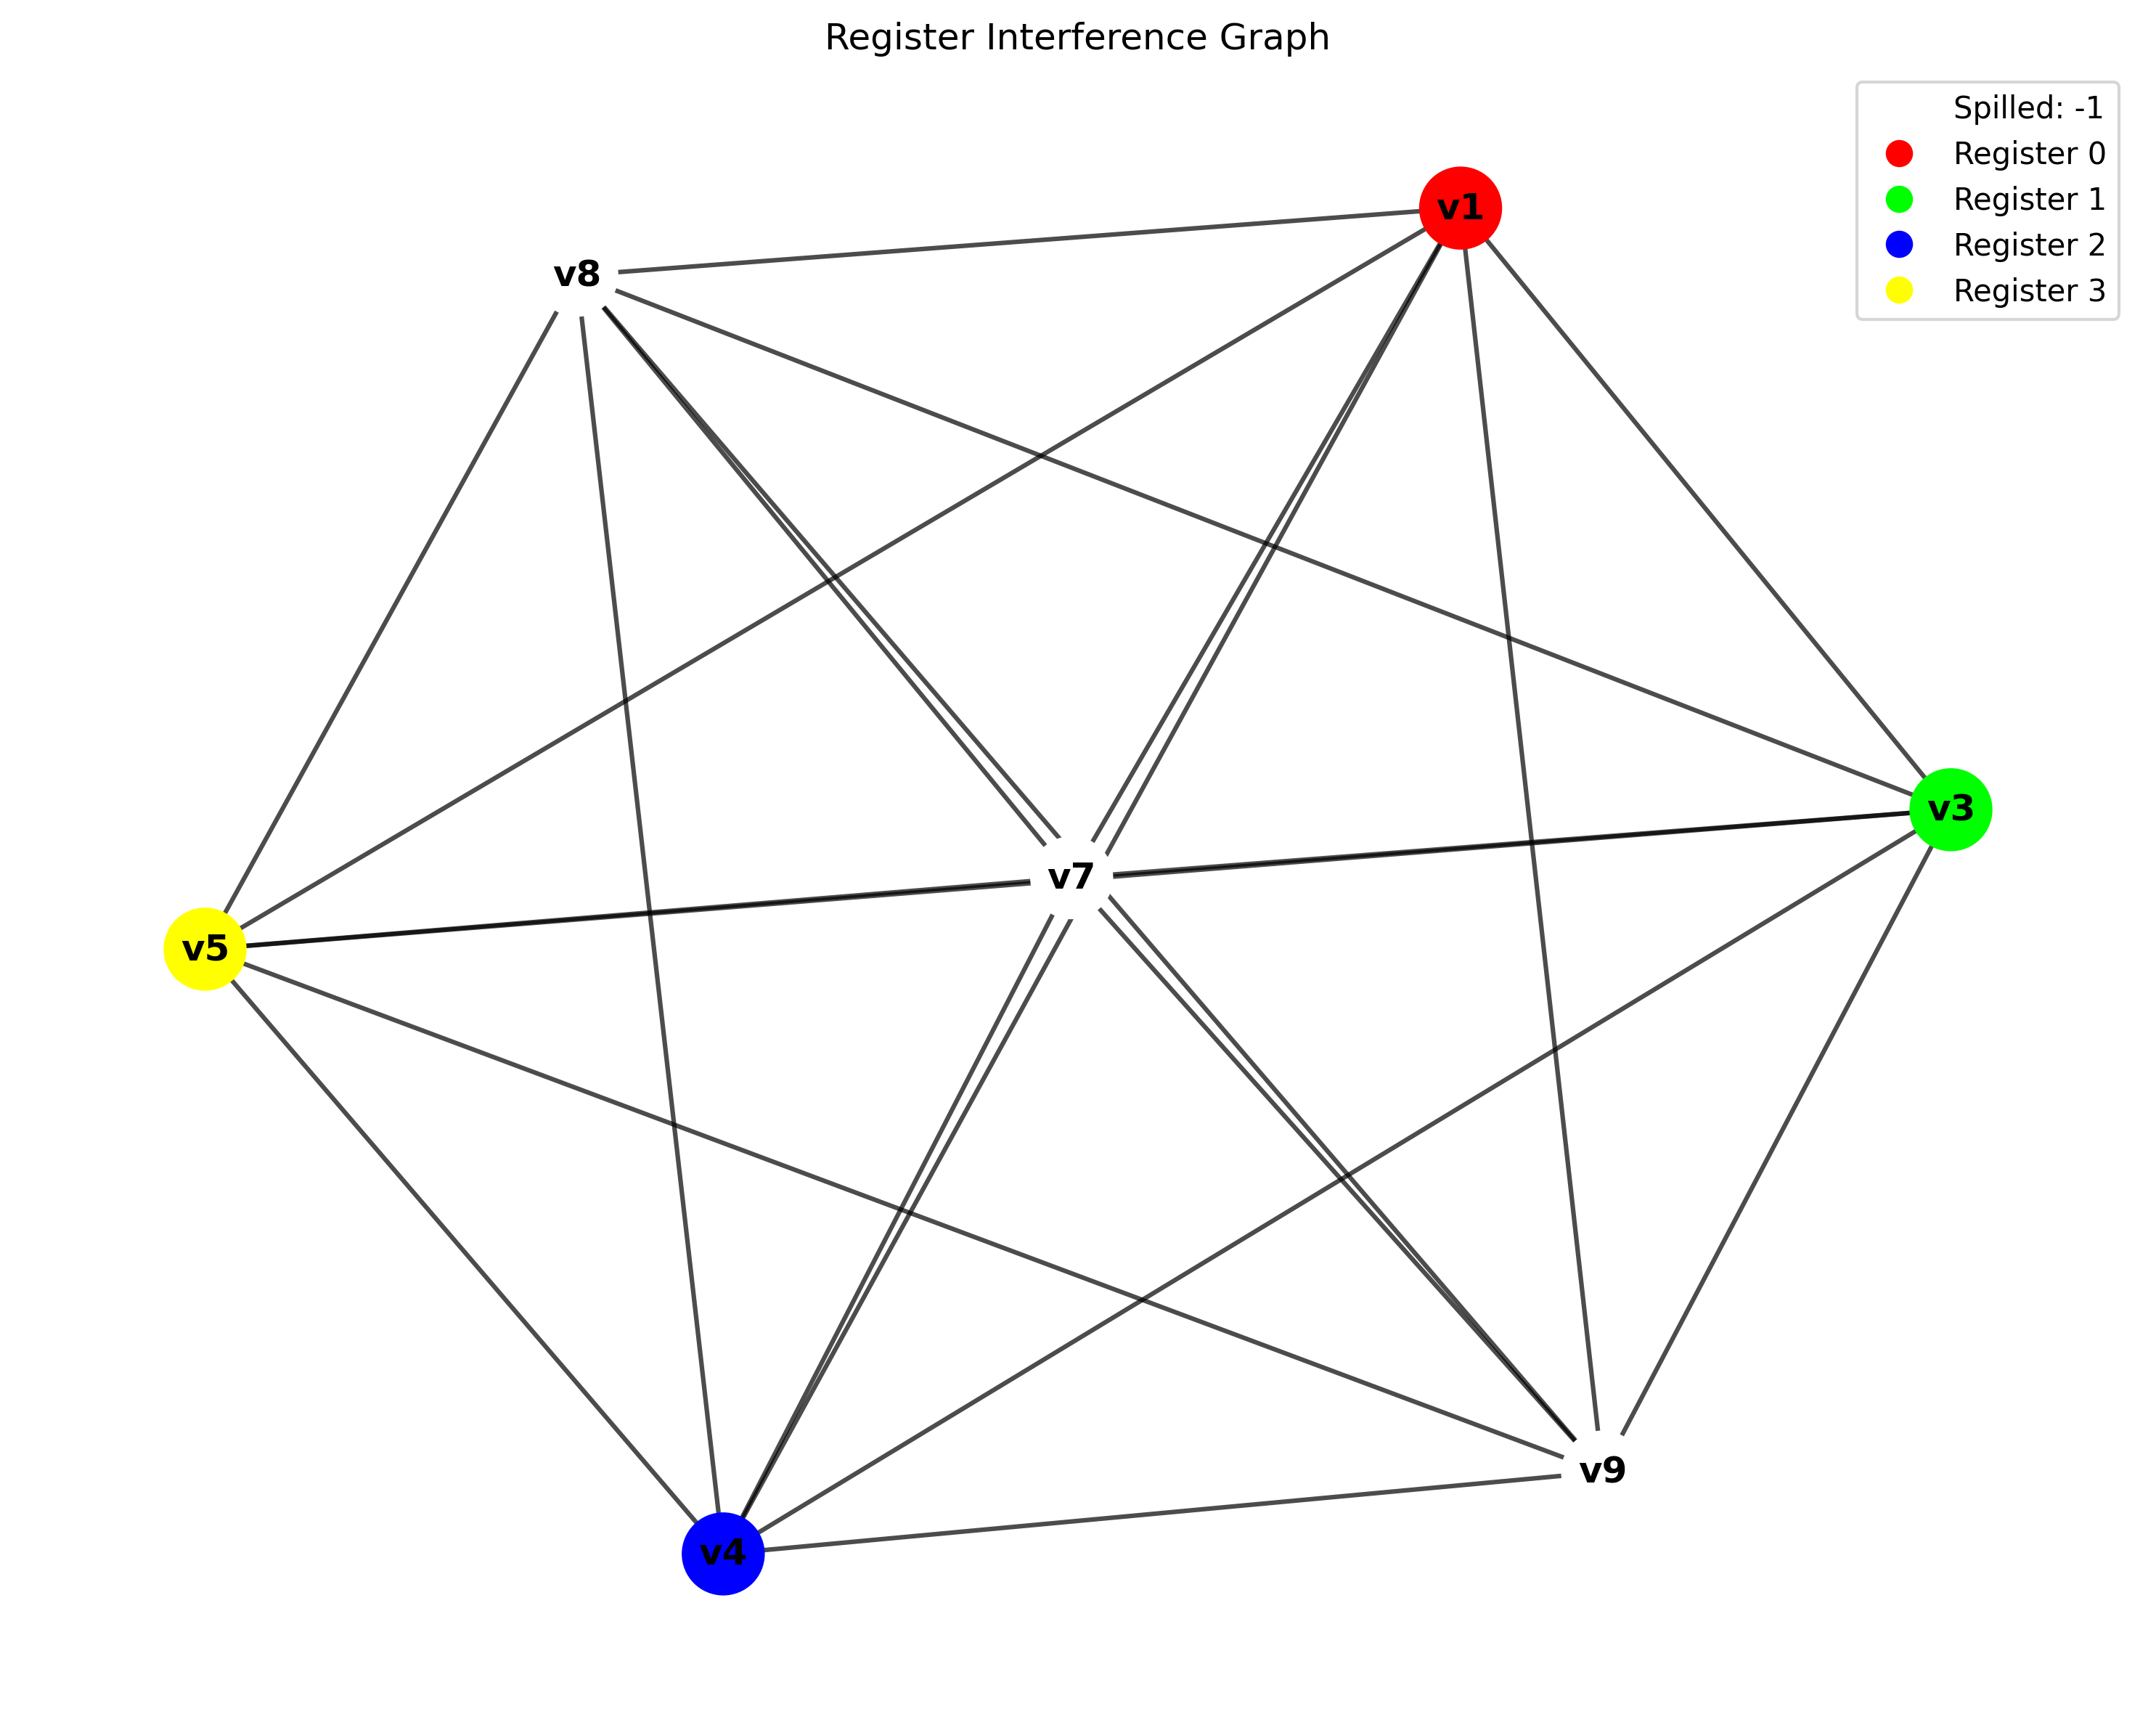 Register Interference Graph
Spilled: -1
Register 0
Register 1
Register 2
Register 3
v1
v8
v3
v7
v5
v9
v4